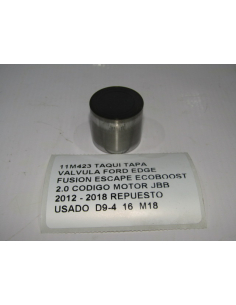 11M423 TAQUI TAPA
VALVULA FORD EDGE
FUSION ESCAPE ECOBOOST
2.0 CODIGO MOTOR JBB
2012 - 2018 REPUESTO
USADO D9-4 16 M18